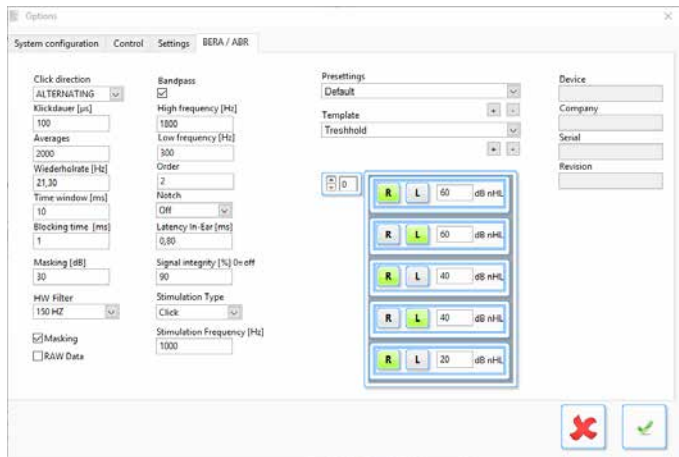 Options
System configuration Control Settings BERA / ABR
Click direction
ALTERNATING
Klickdauer [µs]
100
Averages
2000
Wiederholrate [Hz]
21,30
Time window [ms]
10
Blocking time [ms]
1
Masking [dB]
30
HW Filter
150 HZ
Masking
RAW Data
Bandpass
High frequency [Hz]
1800
Low frequency [Hz]
300
Order
2
Notch
Off
Latency In-Ear [ms]
0,80
Signal integrity [%] 0= off
90
Stimulation Type
Click
Stimulation Frequency [Hz]
1000
Presettings
Default
+ -
Template
Treshhold
+ -
0
R L 60 dB nHL
R L 60 dB nHL
R L 40 dB nHL
R L 40 dB nHL
R L 20 dB nHL
Device
Company
Serial
Revision